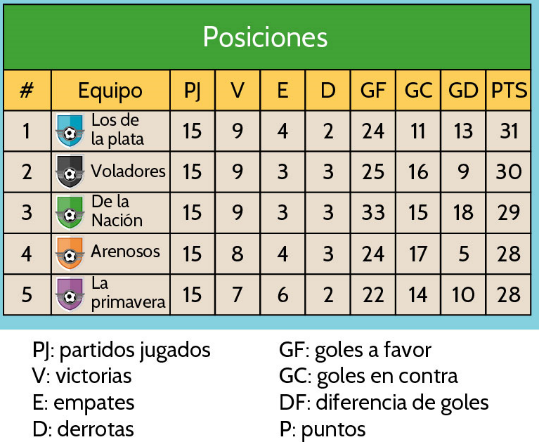 Posiciones
# Equipo PJ V E D GF GC GD PTS
1 Los de la plata 15 9 4 2 24 11 13 31
2 Voladores 15 9 3 3 25 16 9 30
3 De la Nación 15 9 3 3 33 15 18 29
4 Arenosos 15 8 4 3 24 17 5 28
5 La primavera 15 7 6 2 22 14 10 28
PJ: partidos jugados
V: victorias
E: empates
D: derrotas
GF: goles a favor
GC: goles en contra
DF: diferencia de goles
P: puntos